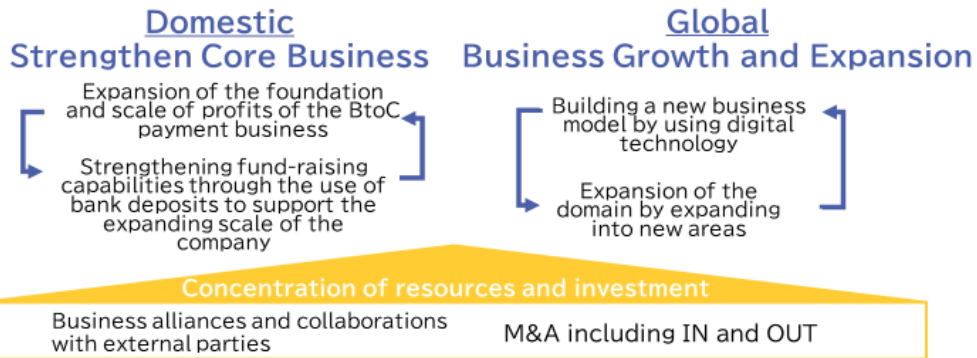 Domestic
Strengthen Core Business
Expansion of the foundation
and scale of profits of the BtoC
payment business
Strengthening fund-raising
capabilities through the use of
bank deposits to support the
expanding scale of the
company
Global
Business Growth and Expansion
Building a new business
model by using digital
technology
Expansion of the
domain by expanding
into new areas
Concentration of resources and investment
Business alliances and collaborations
with external parties
M&A including IN and OUT